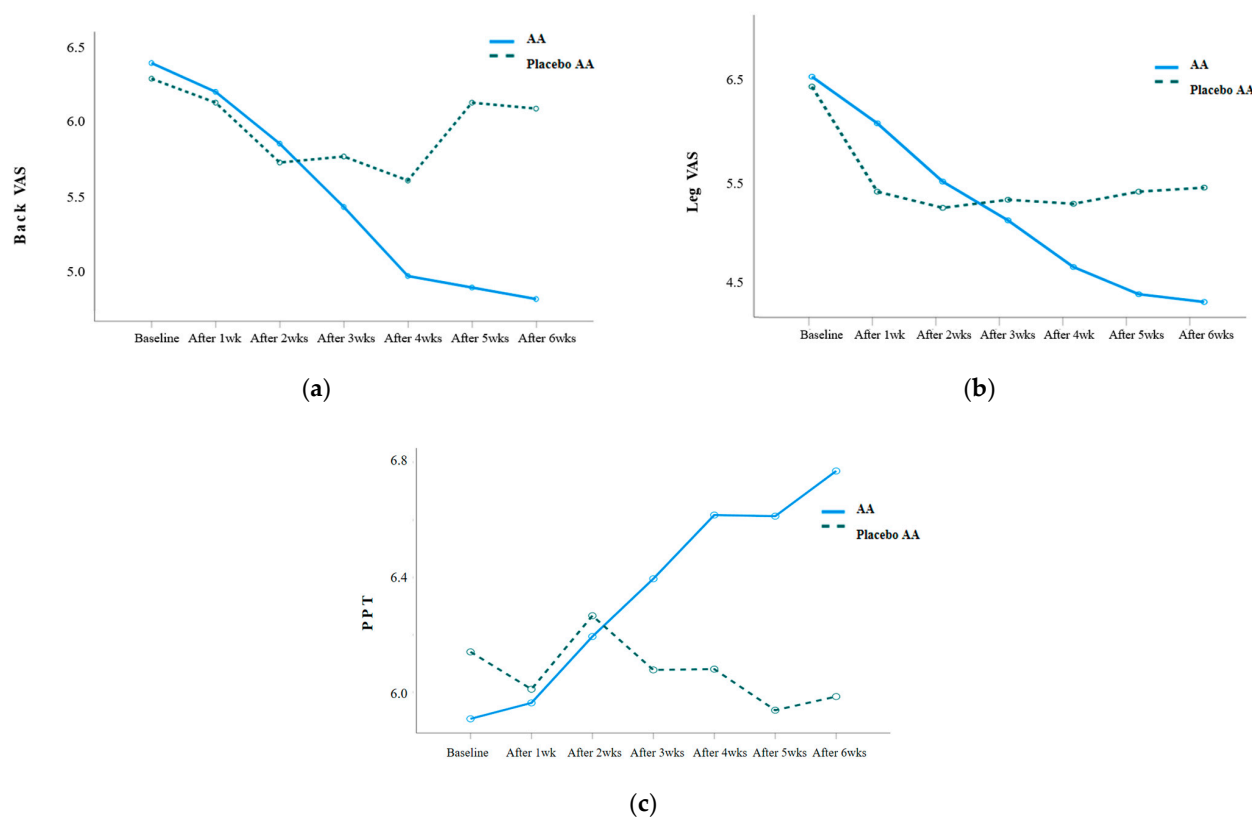 6.5
6.0
5.5
5.0
Back VAS
AA
Placebo AA
Baseline After 1wk After 2wks After 3wks After 4wks After 5wks After 6wks
(a)
6.5
5.5
4.5
Leg VAS
AA
Placebo AA
Baseline After 1wk After 2wks After 3wks After 4wk After 5wks After 6wks
(b)
6.8
6.4
6.0
PPT
AA
Placebo AA
Baseline After 1wk After 2wks After 3wks After 4wks After 5wks After 6wks
(c)